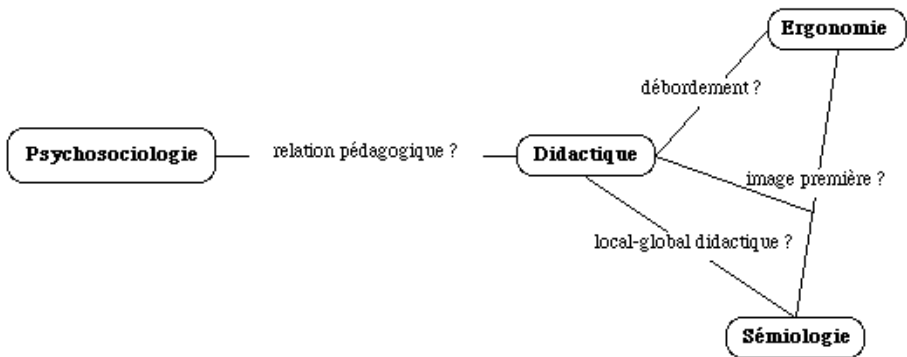 Ergonomie
débordement ?
Psychosociologie
relation pédagogique ?
Didactique
image première ?
local-global didactique ?
Sémiologie